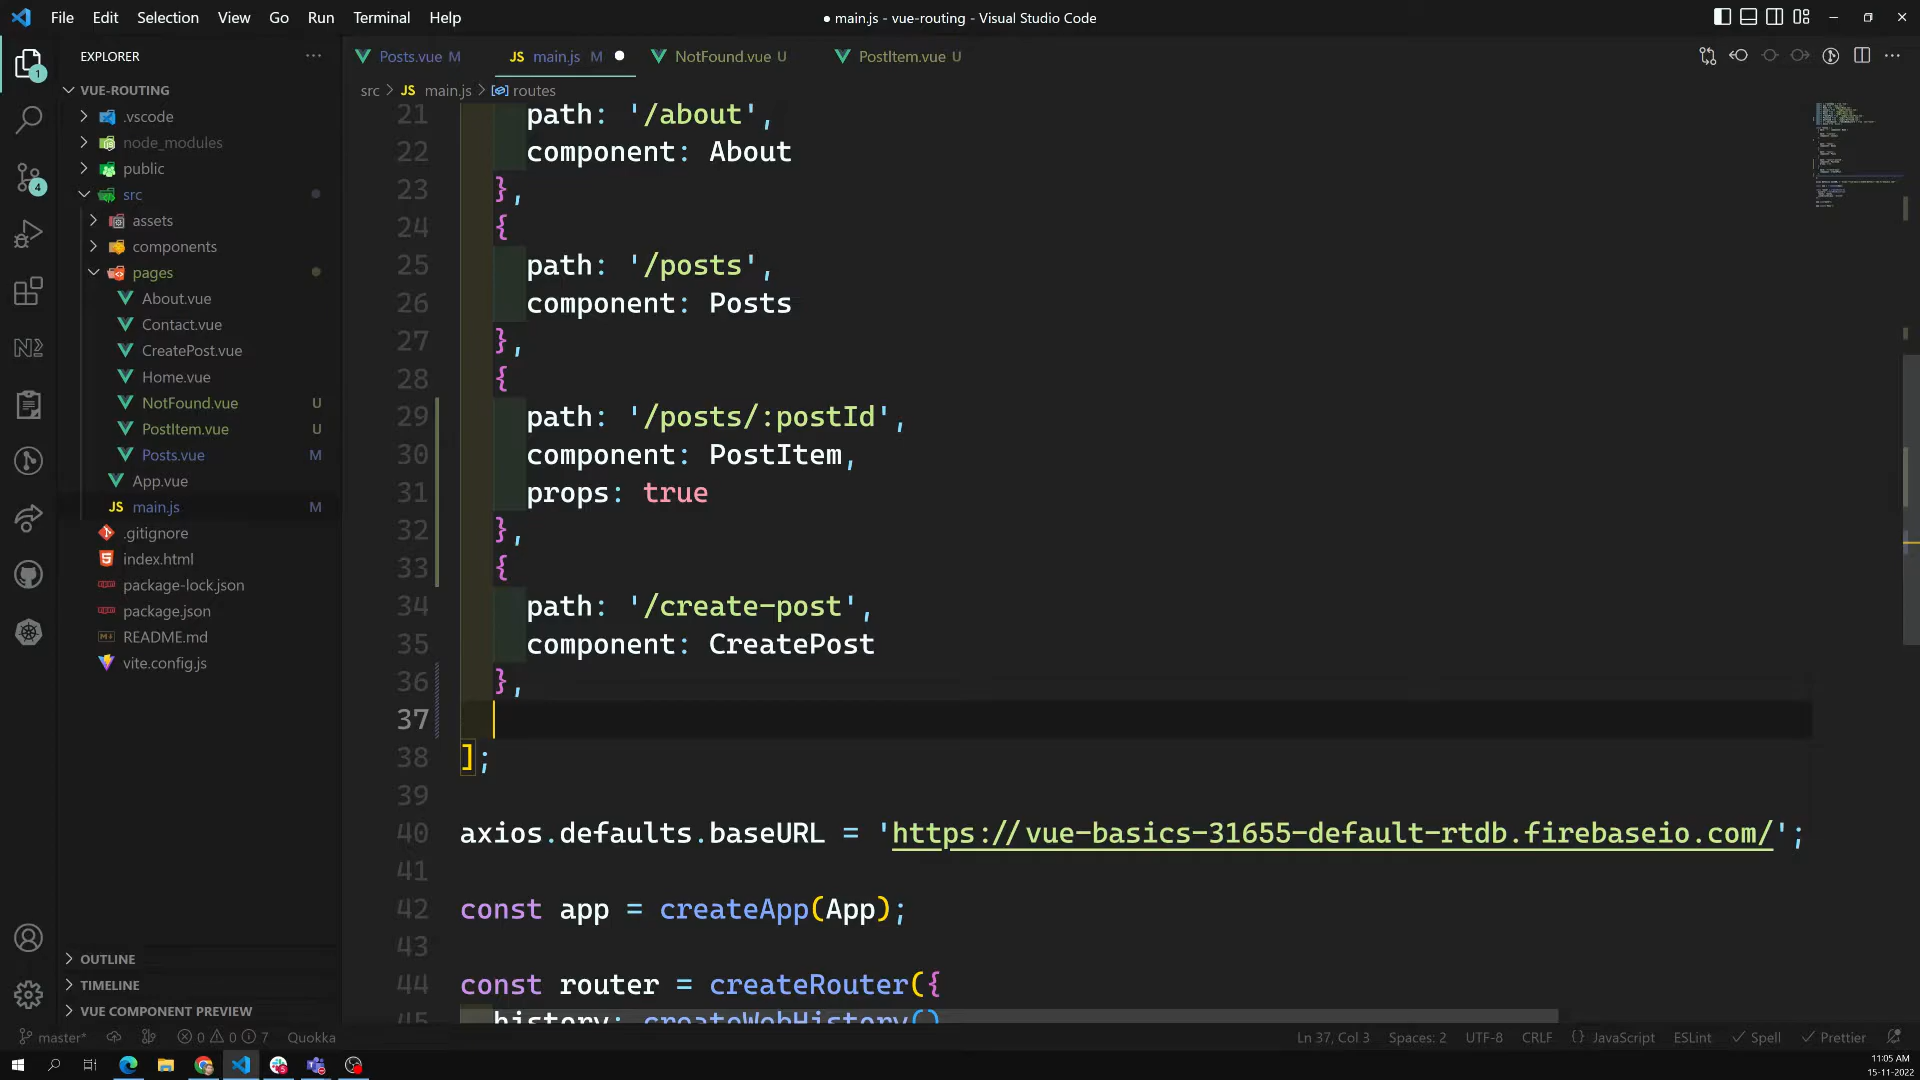 File Edit Selection View Go Run Terminal Help
● main.js - vue-routing - Visual Studio Code
EXPLORER
VUE-ROUTING
.vscode
node_modules
public
src
assets
components
pages
About.vue
Contact.vue
CreatePost.vue
Home.vue
NotFound.vue U
PostItem.vue U
Posts.vue M
App.vue
main.js M
.gitignore
index.html
package-lock.json
package.json
README.md
vite.config.js
OUTLINE
TIMELINE
VUE COMPONENT PREVIEW
1
4
Posts.vue M JS main.js M NotFound.vue U PostItem.vue U
src > JS main.js > routes
21 path: '/about',
22 component: About
23 },
24 {
25 path: '/posts',
26 component: Posts
27 },
28 {
29 path: '/posts/:postId',
30 component: PostItem,
31 props: true
32 },
33 {
34 path: '/create-post',
35 component: CreatePost
36 },
37
38 ];
39
40 axios.defaults.baseURL = 'https://vue-basics-31655-default-rtdb.firebaseio.com/';
41
42 const app = createApp(App);
43
44 const router = createRouter({
45 history: createWebHistory()
master* 0 0 7 Quokka
Ln 37, Col 3 Spaces: 2 UTF-8 CRLF {} JavaScript ESLint Spell Prettier
11:05 AM
15-11-2022